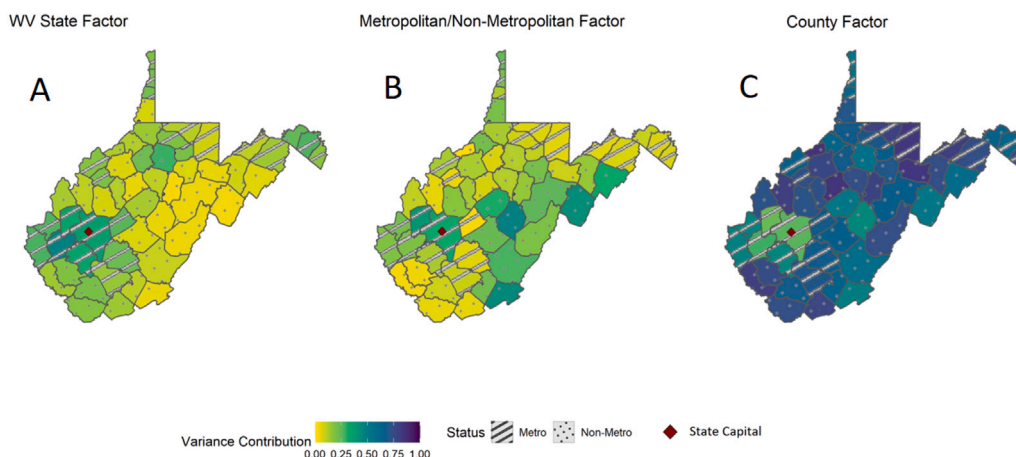 WV State Factor
Metropolitan/Non-Metropolitan Factor
County Factor
A
B
C
Variance Contribution
0.00 0.25 0.50 0.75 1.00
Status
Metro
Non-Metro
State Capital